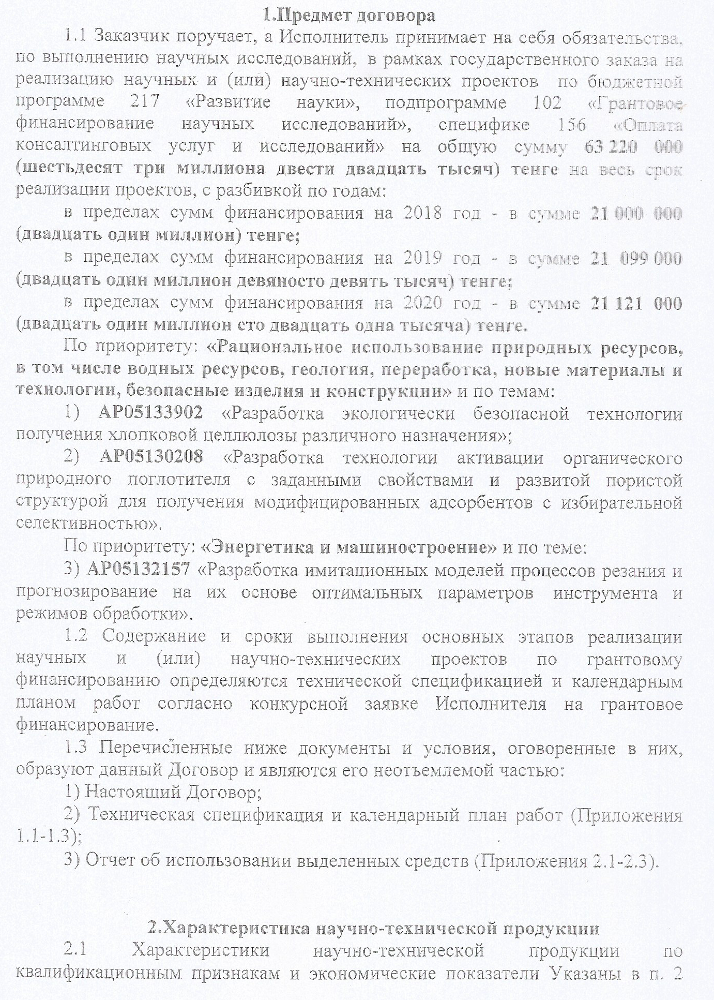 1.Предмет договора
1.1 Заказчик поручает, а Исполнитель принимает на себя обязательства,
по выполнению научных исследований, в рамках государственного заказа на
реализацию научных и (или) научно-технических проектов по бюджетной
программе 217 «Развитие науки», подпрограмме 102 «Грантовое
финансирование научных исследований», специфике 156 «Оплата
консалтинговых услуг и исследований» на общую сумму 63 220 000
(шестьдесят три миллиона двести двадцать тысяч) тенге на весь срок
реализации проектов, с разбивкой по годам:
в пределах сумм финансирования на 2018 год - в сумме 21 000 000
(двадцать один миллион) тенге;
в пределах сумм финансирования на 2019 год - в сумме 21 099 000
(двадцать один миллион девяносто девять тысяч) тенге;
в пределах сумм финансирования на 2020 год - в сумме 21 121 000
(двадцать один миллион сто двадцать одна тысяча) тенге.
По приоритету: «Рациональное использование природных ресурсов,
в том числе водных ресурсов, геология, переработка, новые материалы и
технологии, безопасные изделия и конструкции» и по темам:
1) АР05133902 «Разработка экологически безопасной технологии
получения хлопковой целлюлозы различного назначения»;
2) АР05130208 «Разработка технологии активации органического
природного поглотителя с заданными свойствами и развитой пористой
структурой для получения модифицированных адсорбентов с избирательной
селективностью».
По приоритету: «Энергетика и машиностроение» и по теме:
3) АР05132157 «Разработка имитационных моделей процессов резания и
прогнозирование на их основе оптимальных параметров инструмента и
режимов обработки».
1.2 Содержание и сроки выполнения основных этапов реализации
научных и (или) научно-технических проектов по грантовому
финансированию определяются технической спецификацией и календарным
планом работ согласно конкурсной заявке Исполнителя на грантовое
финансирование.
1.3 Перечисленные ниже документы и условия, оговоренные в них,
образуют данный Договор и являются его неотъемлемой частью:
1) Настоящий Договор;
2) Техническая спецификация и календарный план работ (Приложения
1.1-1.3);
3) Отчет об использовании выделенных средств (Приложения 2.1-2.3).
2.Характеристика научно-технической продукции
2.1 Характеристики научно-технической продукции по
квалификационным признакам и экономические показатели Указаны в п. 2